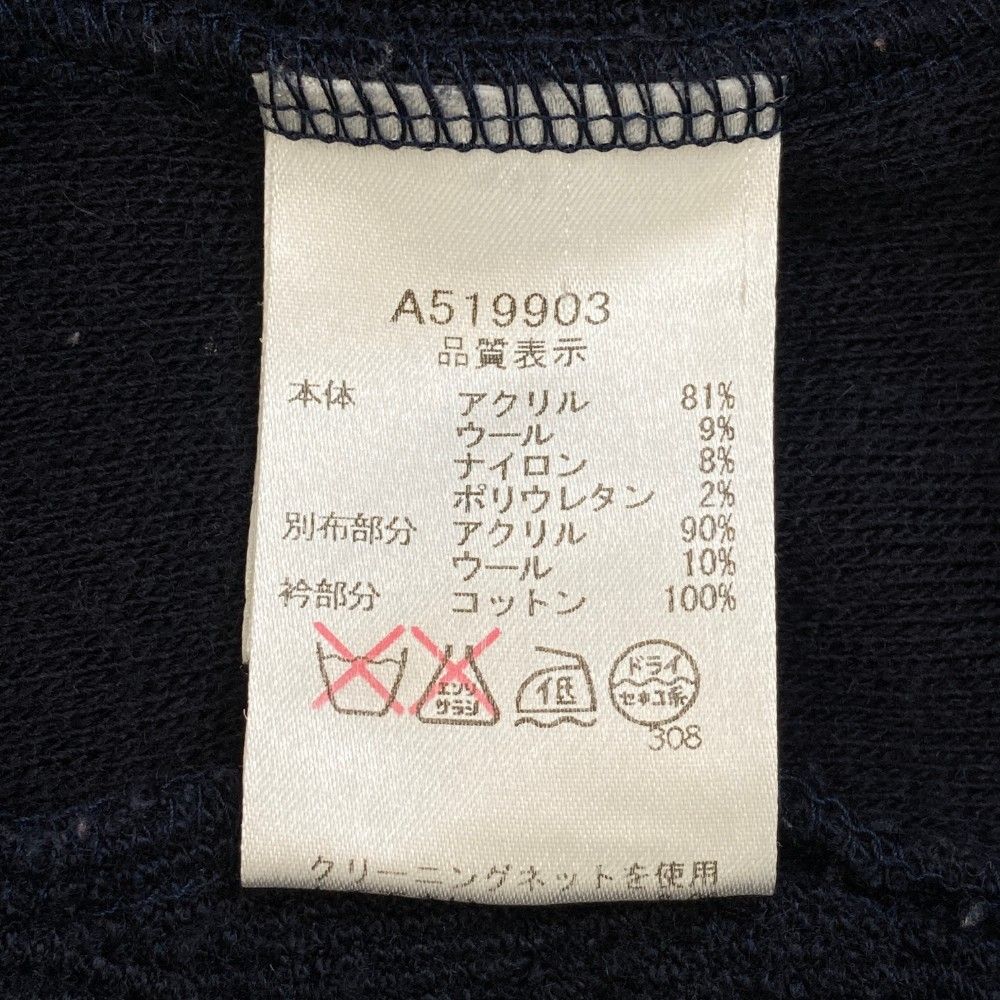 A519903
品質表示
本体 アクリル 81%
ウール 9%
ナイロン 8%
ポリウレタン 2%
別布部分 アクリル 90%
ウール 10%
衿部分 コットン 100%
エンソ
サラシ
低
ドライ
セキユ系
308
クリーニングネットを使用